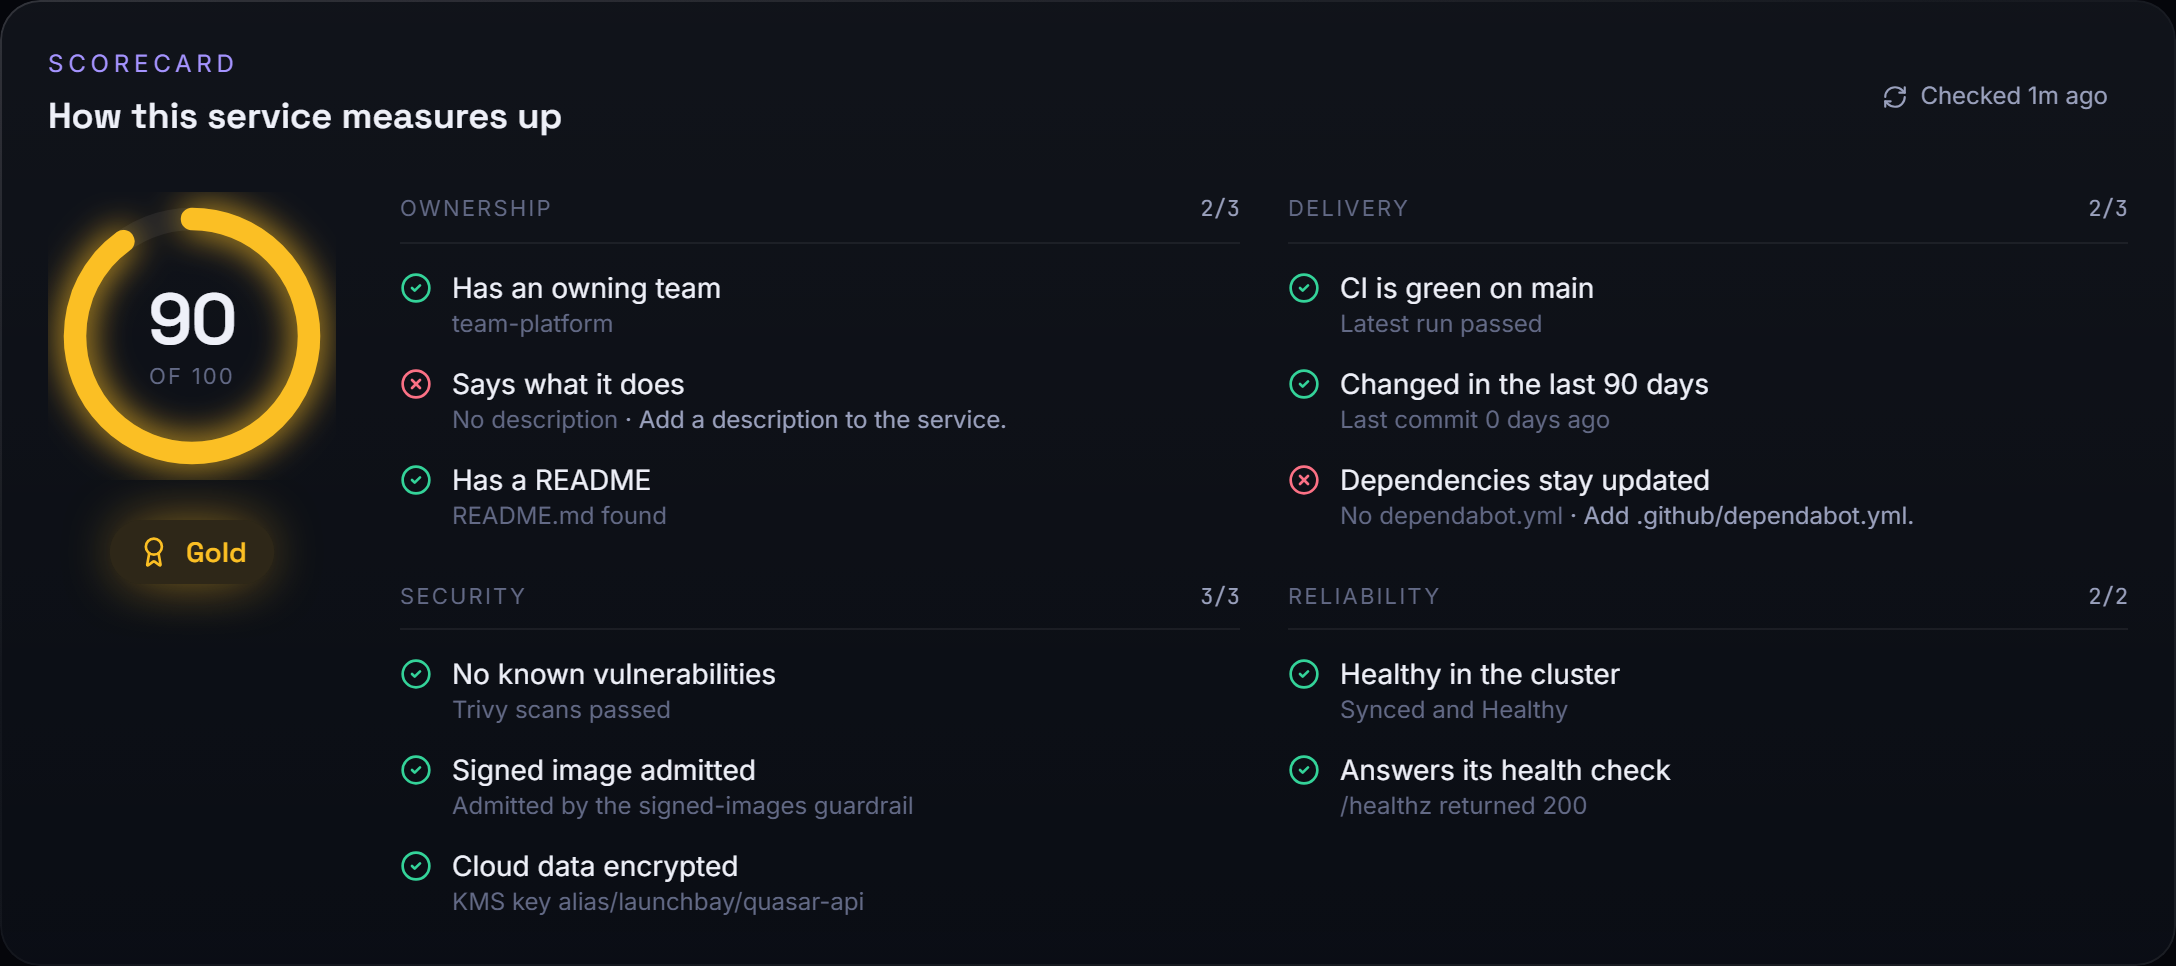 SCORECARD
How this service measures up
Checked 1m ago
90
OF 100
Gold
OWNERSHIP 2/3
Has an owning team
team-platform
Says what it does
No description · Add a description to the service.
Has a README
README.md found
DELIVERY 2/3
CI is green on main
Latest run passed
Changed in the last 90 days
Last commit 0 days ago
Dependencies stay updated
No dependabot.yml · Add .github/dependabot.yml.
SECURITY 3/3
No known vulnerabilities
Trivy scans passed
Signed image admitted
Admitted by the signed-images guardrail
Cloud data encrypted
KMS key alias/launchbay/quasar-api
RELIABILITY 2/2
Healthy in the cluster
Synced and Healthy
Answers its health check
/healthz returned 200